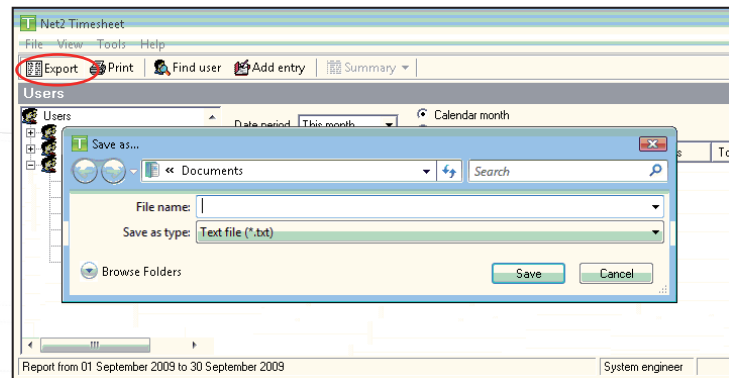 Net2 Timesheet
File View Tools Help
Export Print Find user Add entry Summary
Users
Users
Date period This month Calendar month
Save as...
« Documents Search
File name:
Save as type: Text file (*.txt)
Browse Folders Save Cancel
Report from 01 September 2009 to 30 September 2009 System engineer